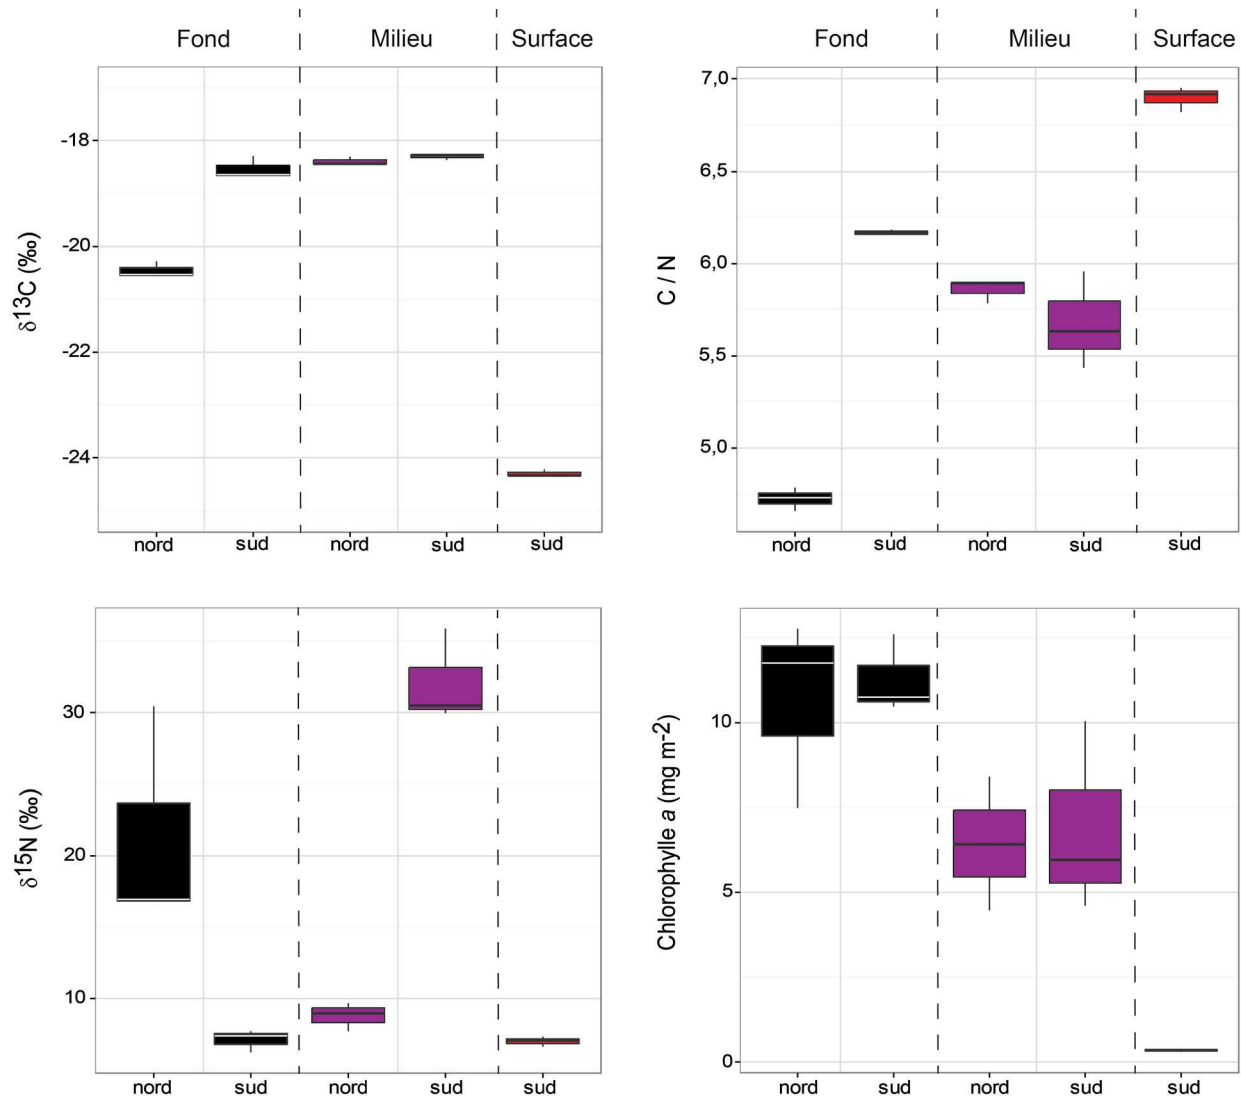 Fond Milieu Surface
δ13C (‰)
-18
-20
-22
-24
nord sud nord sud sud
Fond Milieu Surface
C / N
7,0
6,5
6,0
5,5
5,0
nord sud nord sud sud
δ15N (‰)
30
20
10
nord sud nord sud sud
Chlorophylle a (mg m-2)
10
5
0
nord sud nord sud sud